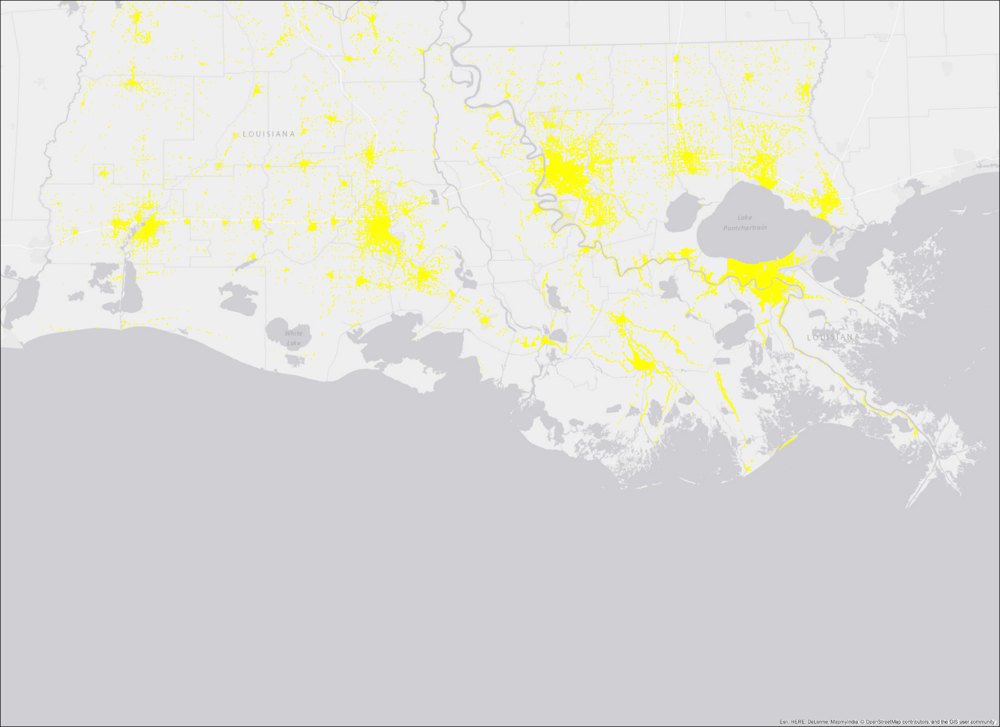 LOUISIANA
Lake
Pontchartrain
White
Lake
LOUISIANA
Esri, HERE, DeLorme, MapmyIndia, © OpenStreetMap contributors, and the GIS user community